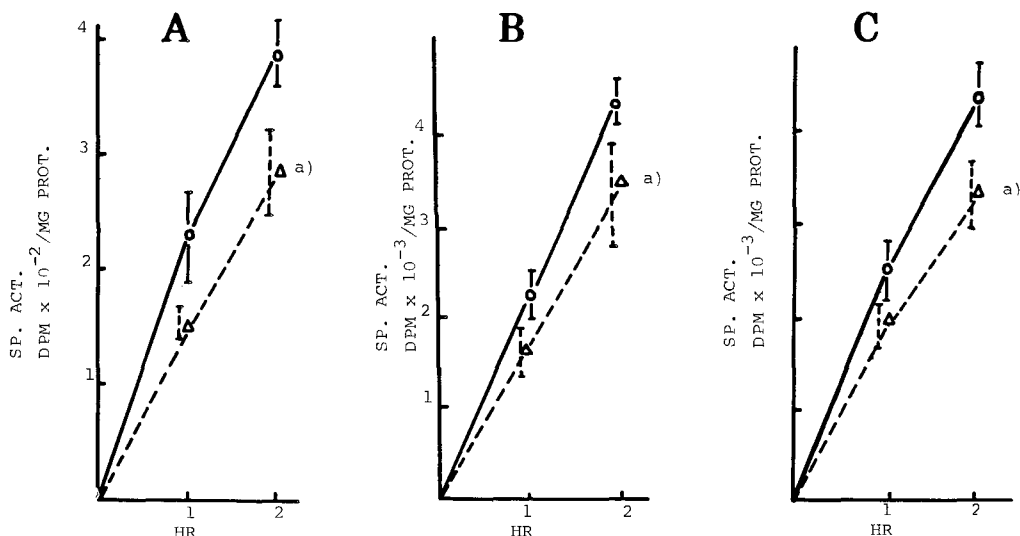 A
4
3
2
1
SP. ACT.
DPM x 10-2/MG PROT.
a)
1
2
HR
B
4
3
2
1
SP. ACT.
DPM x 10-3/MG PROT.
a)
1
2
HR
C
SP. ACT.
DPM x 10-3/MG PROT.
a)
1
2
HR